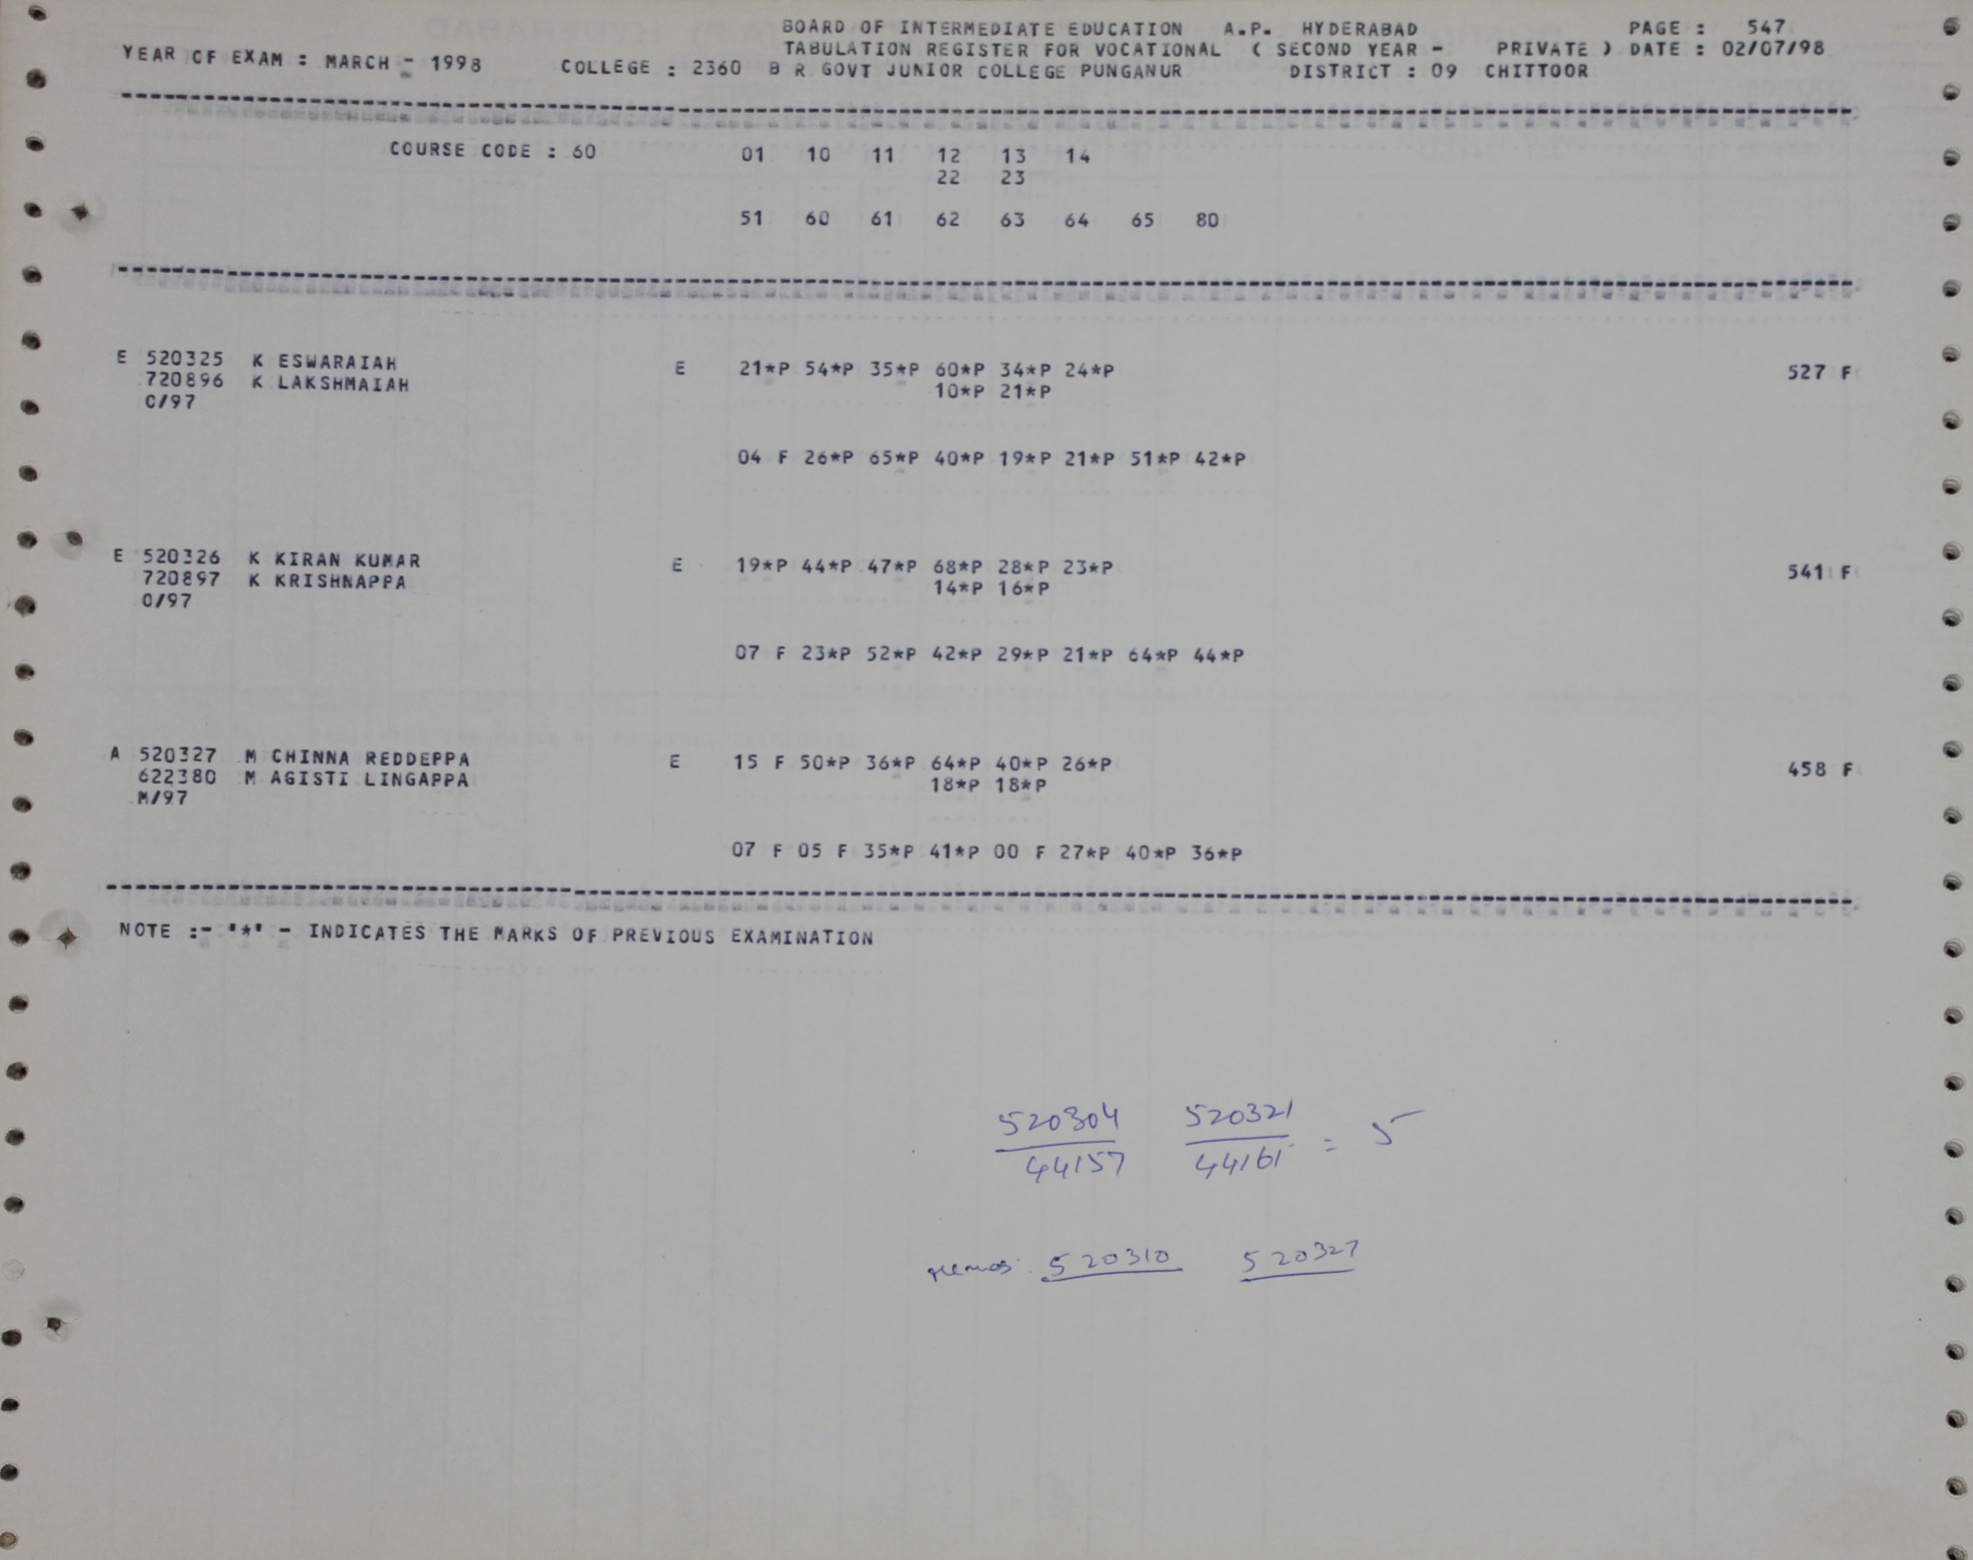 BOARD OF INTERMEDIATE EDUCATION A.P. HYDERABAD PAGE : 547
YEAR OF EXAM : MARCH - 1998 TABULATION REGISTER FOR VOCATIONAL ( SECOND YEAR - PRIVATE ) DATE : 02/07/98
COLLEGE : 2360 B R GOVT JUNIOR COLLEGE PUNGANUR DISTRICT : 09 CHITTOOR
COURSE CODE : 60 01 10 11 12 13 14
22 23
51 60 61 62 63 64 65 80
E 520325 K ESWARAIAH E 21*P 54*P 35*P 60*P 34*P 24*P 527 F
720896 K LAKSHMAIAH 10*P 21*P
O/97
04 F 26*P 65*P 40*P 19*P 21*P 51*P 42*P
E 520326 K KIRAN KUMAR E 19*P 44*P 47*P 68*P 28*P 23*P 541 F
720897 K KRISHNAPPA 14*P 16*P
O/97
07 F 23*P 52*P 42*P 29*P 21*P 64*P 44*P
A 520327 M CHINNA REDDEPPA E 15 F 50*P 36*P 64*P 40*P 26*P 458 F
622380 M AGISTI LINGAPPA 18*P 18*P
M/97
07 F 05 F 35*P 41*P 00 F 27*P 40*P 36*P
NOTE :- '*' - INDICATES THE MARKS OF PREVIOUS EXAMINATION
520304 520321
44157 44161 = 5
520310 520327